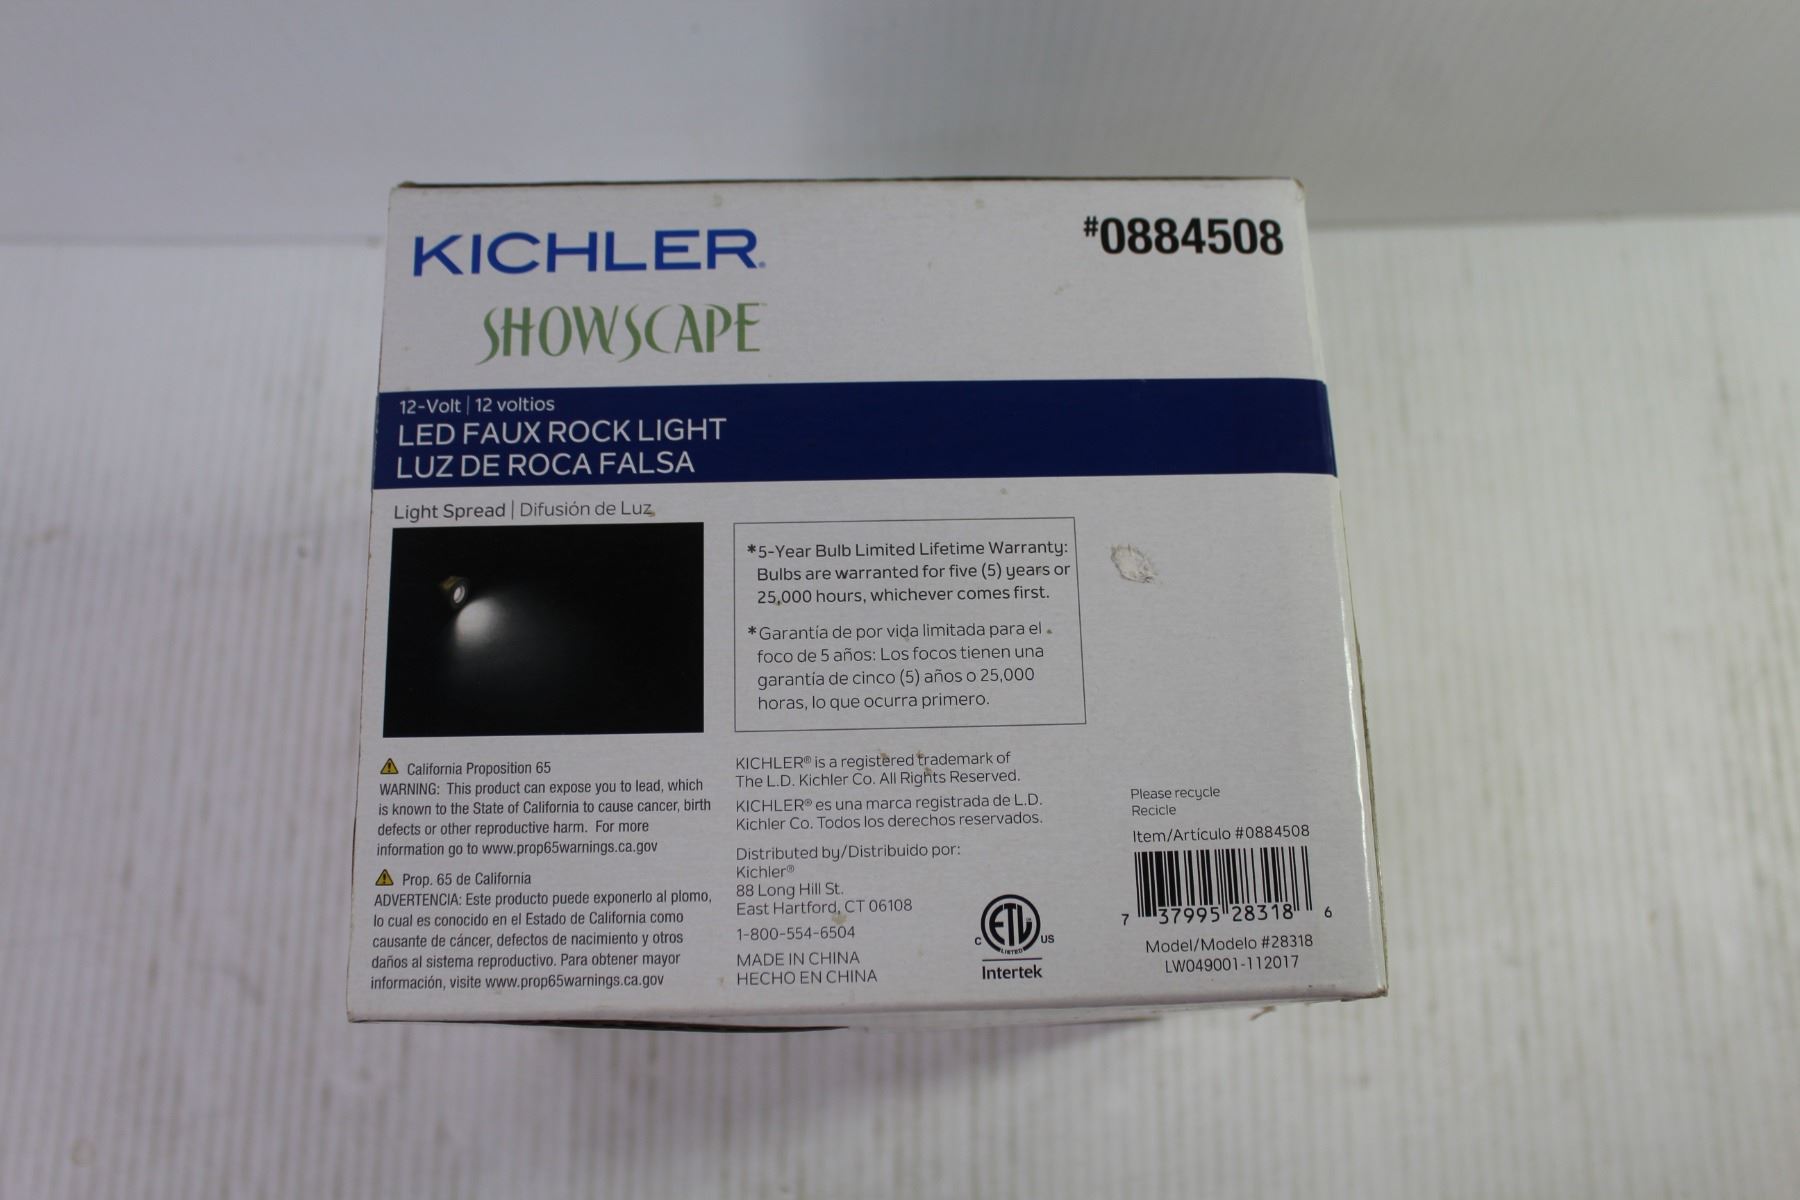 KICHLER®
#0884508
SHOWSCAPE™
12-Volt | 12 voltios
LED FAUX ROCK LIGHT
LUZ DE ROCA FALSA
Light Spread | Difusión de Luz
*5-Year Bulb Limited Lifetime Warranty:
Bulbs are warranted for five (5) years or
25,000 hours, whichever comes first.
*Garantía de por vida limitada para el
foco de 5 años: Los focos tienen una
garantía de cinco (5) años o 25,000
horas, lo que ocurra primero.
California Proposition 65
WARNING: This product can expose you to lead, which
is known to the State of California to cause cancer, birth
defects or other reproductive harm. For more
information go to www.prop65warnings.ca.gov
Prop. 65 de California
ADVERTENCIA: Este producto puede exponerlo al plomo,
lo cual es conocido en el Estado de California como
causante de cáncer, defectos de nacimiento y otros
daños al sistema reproductivo. Para obtener mayor
información, visite www.prop65warnings.ca.gov
KICHLER® is a registered trademark of
The L.D. Kichler Co. All Rights Reserved.
KICHLER® es una marca registrada de L.D.
Kichler Co. Todos los derechos reservados.
Distributed by/Distribuido por:
Kichler®
88 Long Hill St.
East Hartford, CT 06108
1-800-554-6504
MADE IN CHINA
HECHO EN CHINA
C ETL US
LISTED
Intertek
Please recycle
Recicle
Item/Artículo #0884508
7 37995 28318 6
Model/Modelo #28318
LW049001-112017